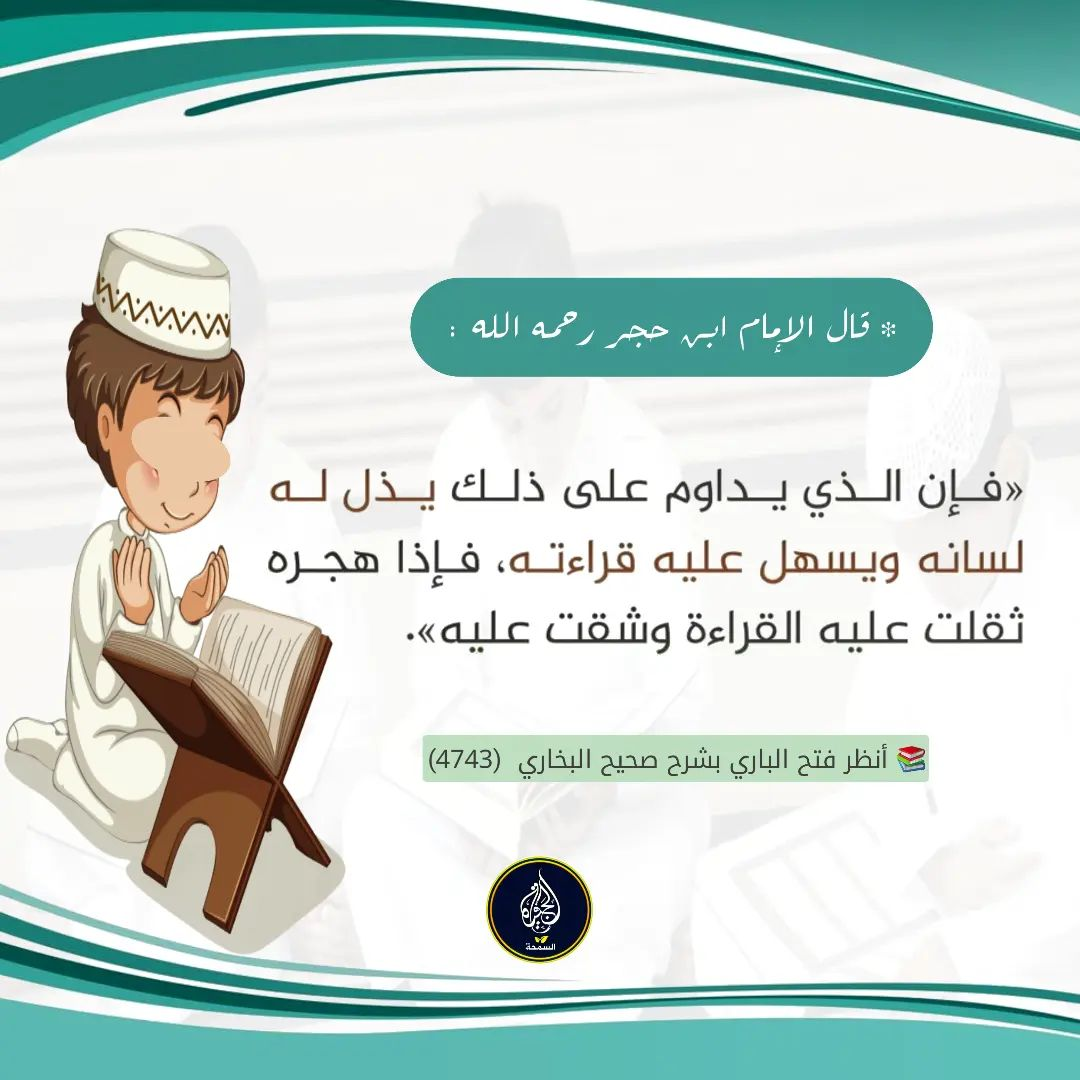 * قال الإمام ابن حجر رحمه الله :
«فإن الذي يداوم على ذلك يذل له
لسانه ويسهل عليه قراءته، فإذا هجره
ثقلت عليه القراءة وشقت عليه».
أنظر فتح الباري بشرح صحيح البخاري (4743)
السمحة